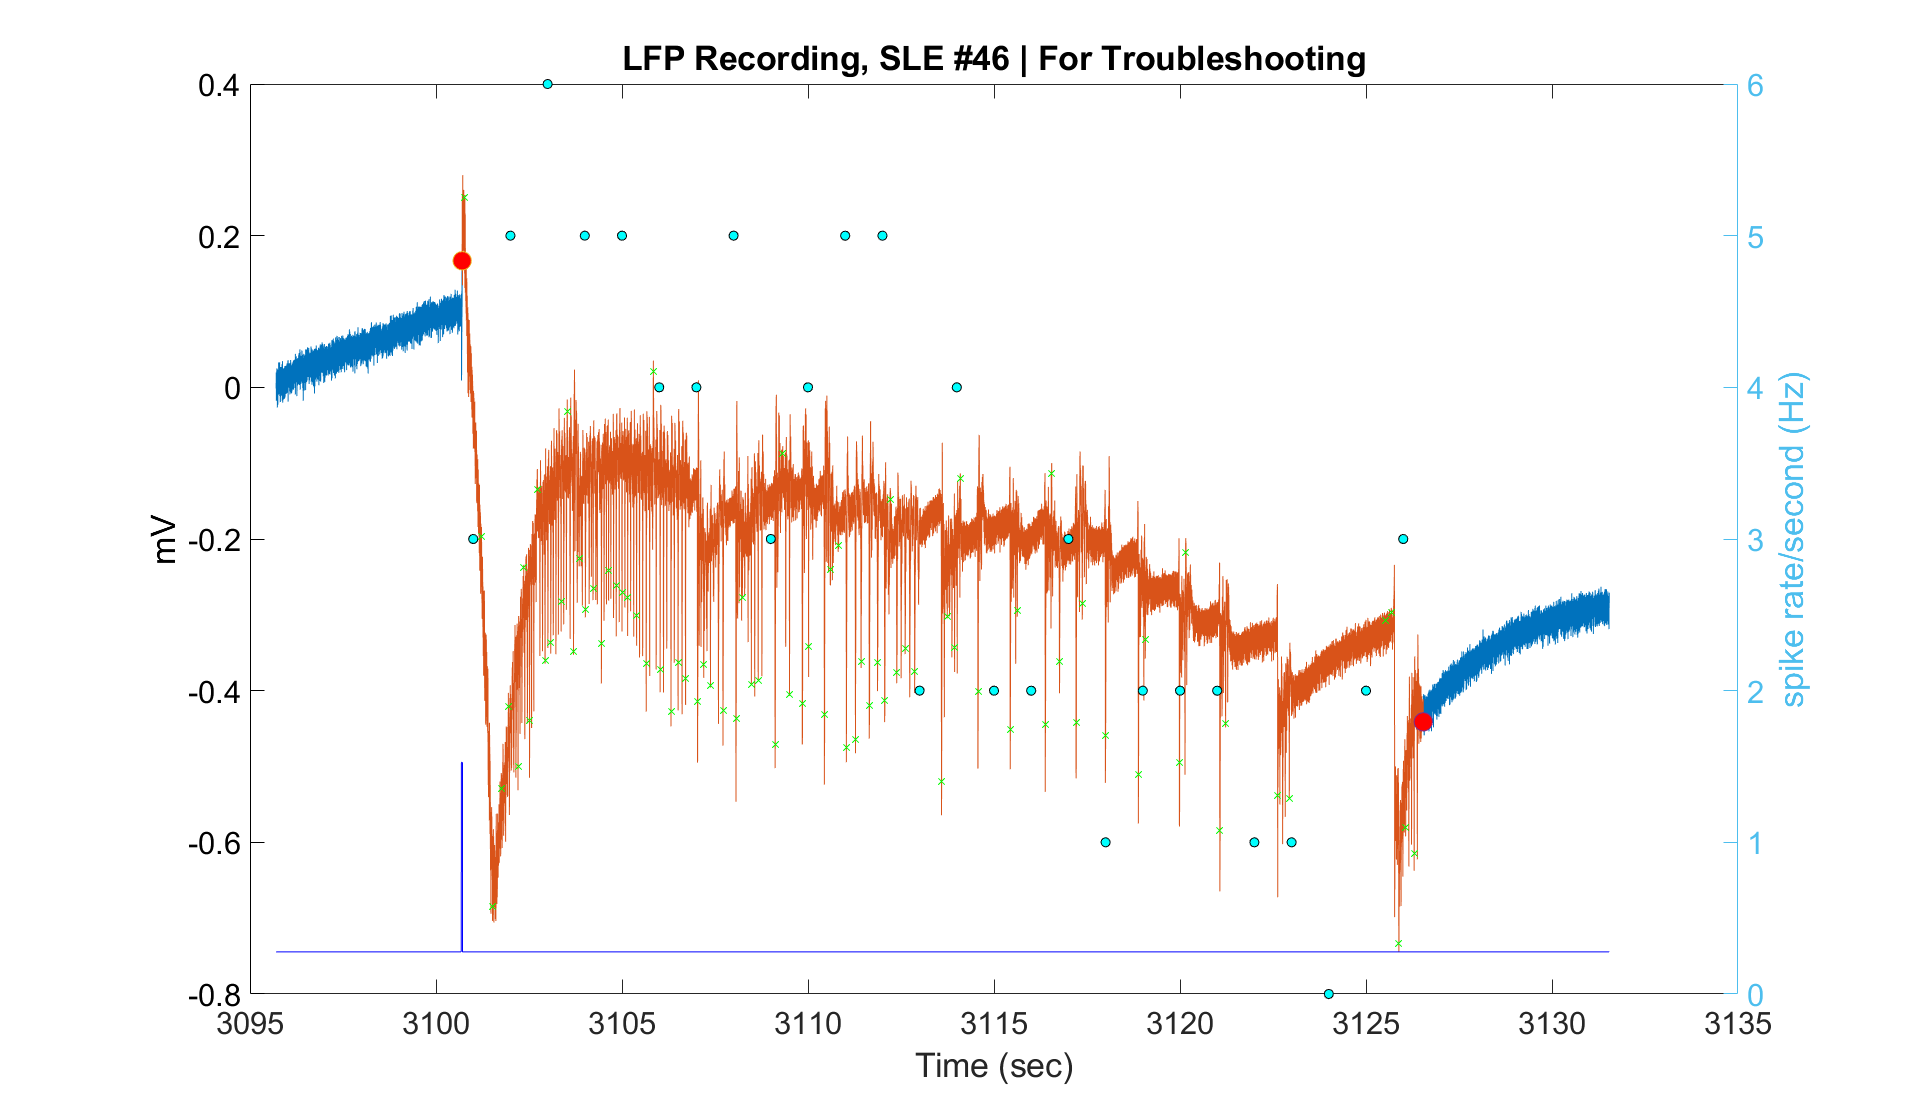 LFP Recording, SLE #46 | For Troubleshooting
0.4
0.2
0
-0.2
-0.4
-0.6
-0.8
mV
6
5
4
3
2
1
0
spike rate/second (Hz)
3095 3100 3105 3110 3115 3120 3125 3130 3135
Time (sec)